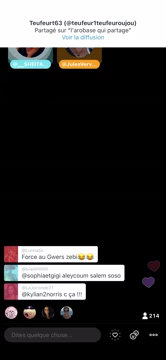 Teufeurt63 (@teufeur1teufeuroujou)
Partagé sur "l'arobase qui partage"
Voir la diffusion
@JulesVerv...
Force au Gwers zebi😂😂
@sophiaetgigi aleycoum salem soso
@kylian2norris c ça !!!
214
Dites quelque chose...